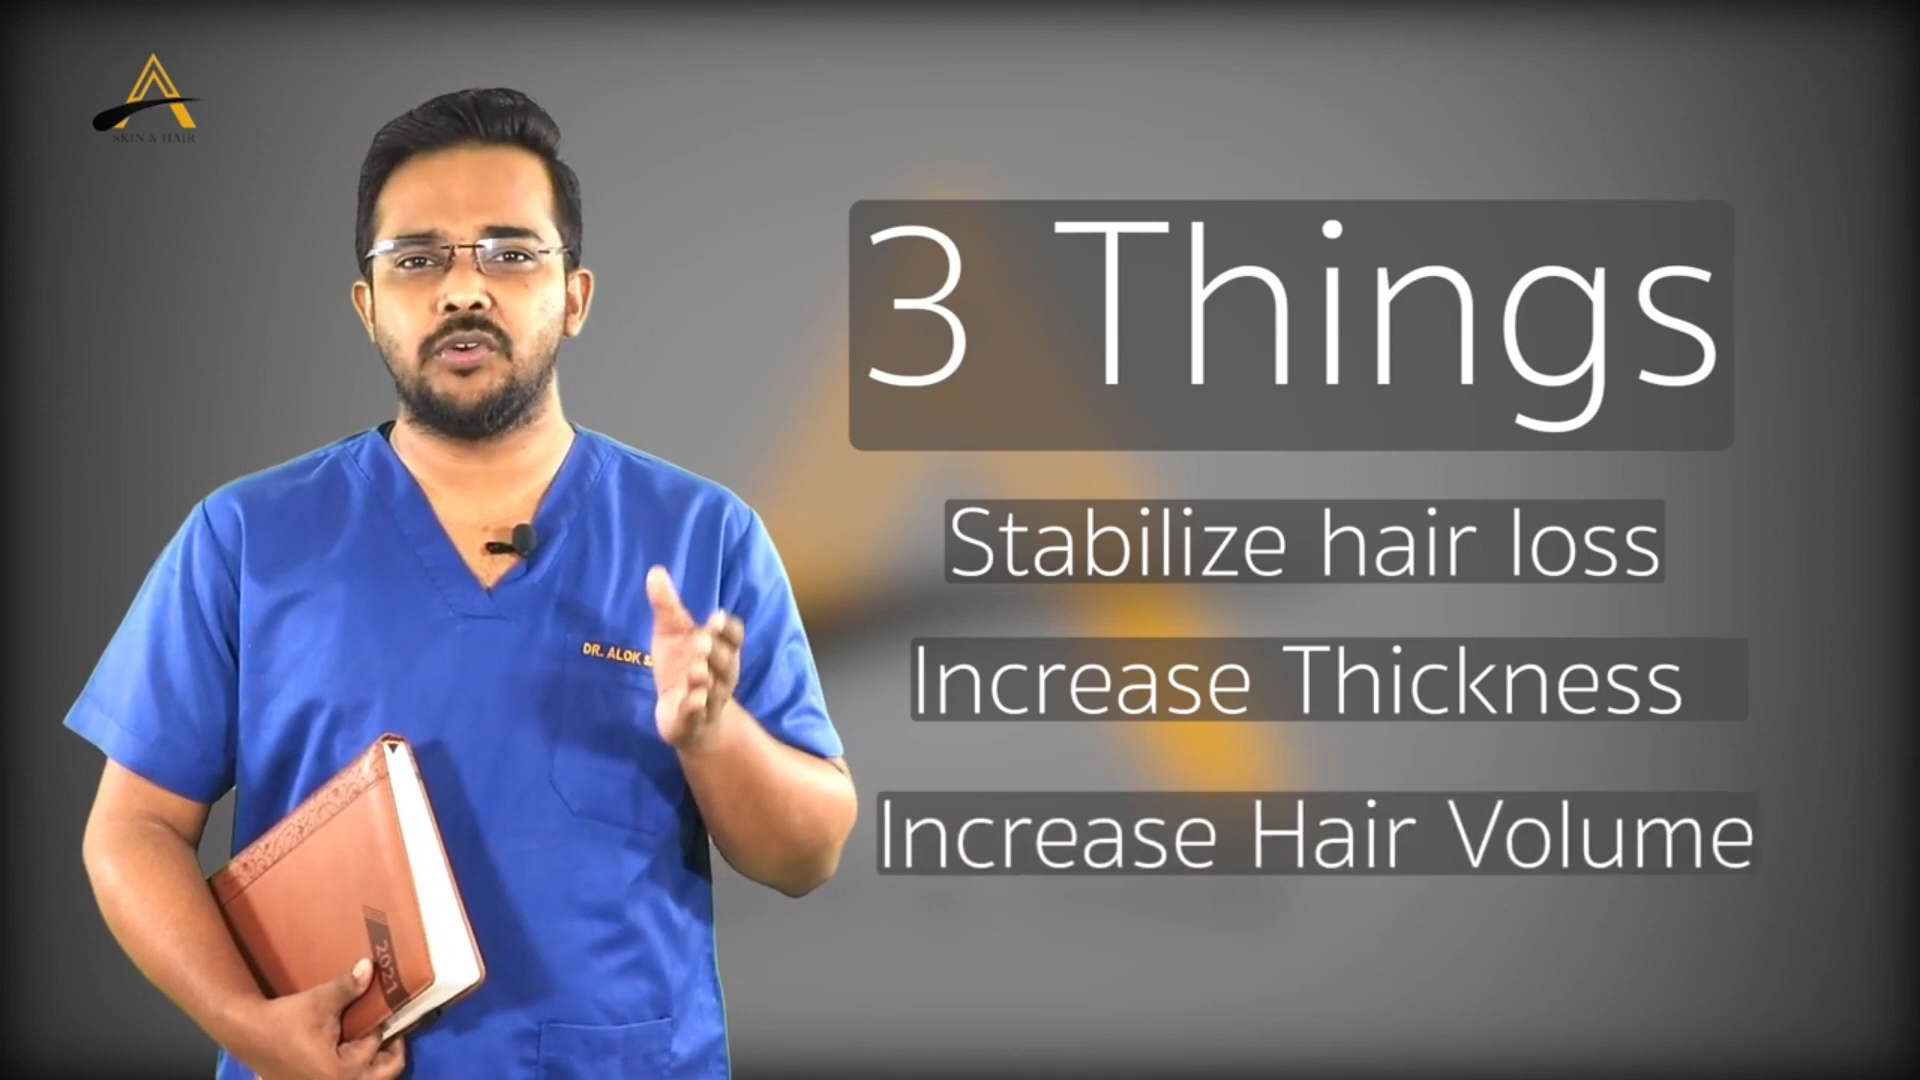 SKIN & HAIR
3 Things
Stabilize hair loss
Increase Thickness
Increase Hair Volume
DR. ALOK
2021